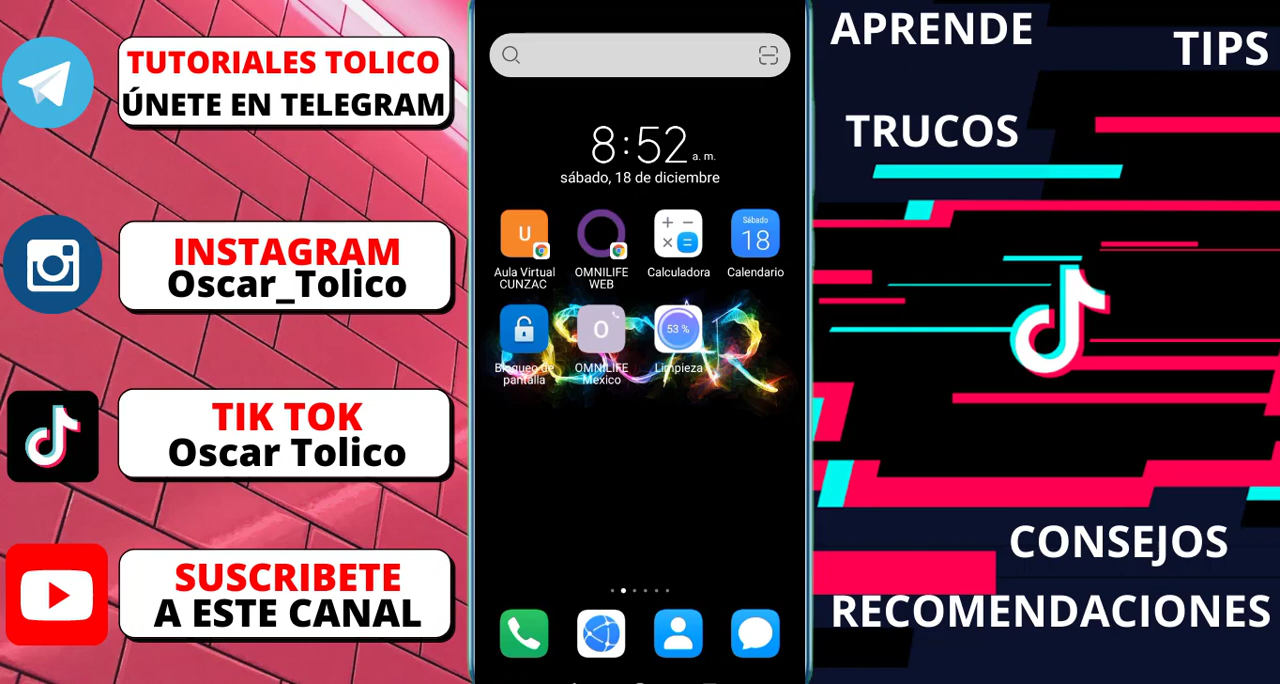 TUTORIALES TOLICO
ÚNETE EN TELEGRAM
INSTAGRAM
Oscar_Tolico
TIK TOK
Oscar Tolico
SUSCRIBETE
A ESTE CANAL
8:52 a. m.
sábado, 18 de diciembre
U
Sábado
18
Aula Virtual
CUNZAC
OMNILIFE
WEB
Calculadora
Calendario
O
53 %
Bloqueo de
pantalla
OMNILIFE
Mexico
Limpieza
OSCAR
APRENDE
TIPS
TRUCOS
CONSEJOS
RECOMENDACIONES